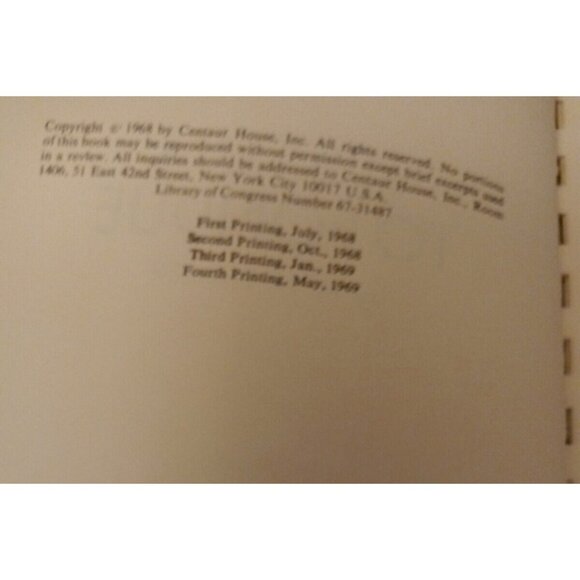 Copyright © 1968 by Centaur House, Inc. All rights reserved. No portions
of this book may be reproduced without permission except brief excerpts used
in a review. All inquiries should be addressed to Centaur House, Inc., Room
1406, 51 East 42nd Street, New York City 10017 U.S.A.
Library of Congress Number 67-31487
First Printing, July, 1968
Second Printing, Oct., 1968
Third Printing, Jan., 1969
Fourth Printing, May, 1969